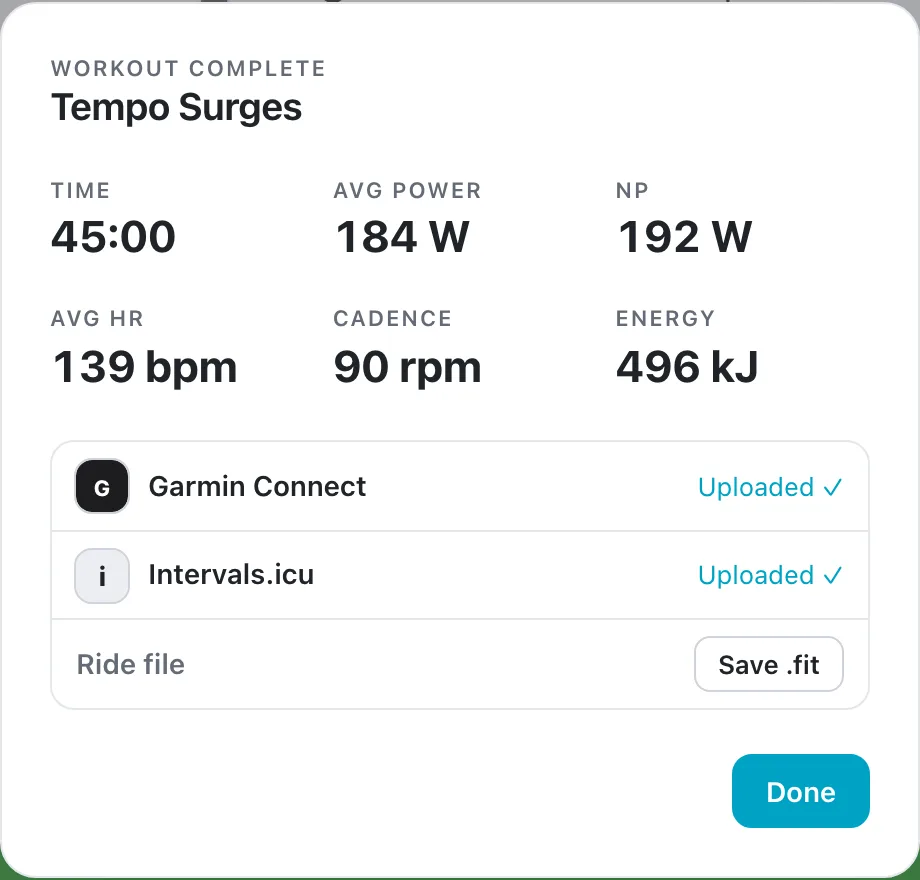 WORKOUT COMPLETE
Tempo Surges
TIME
45:00
AVG POWER
184 W
NP
192 W
AVG HR
139 bpm
CADENCE
90 rpm
ENERGY
496 kJ
G Garmin Connect Uploaded ✓
i Intervals.icu Uploaded ✓
Ride file Save .fit
Done